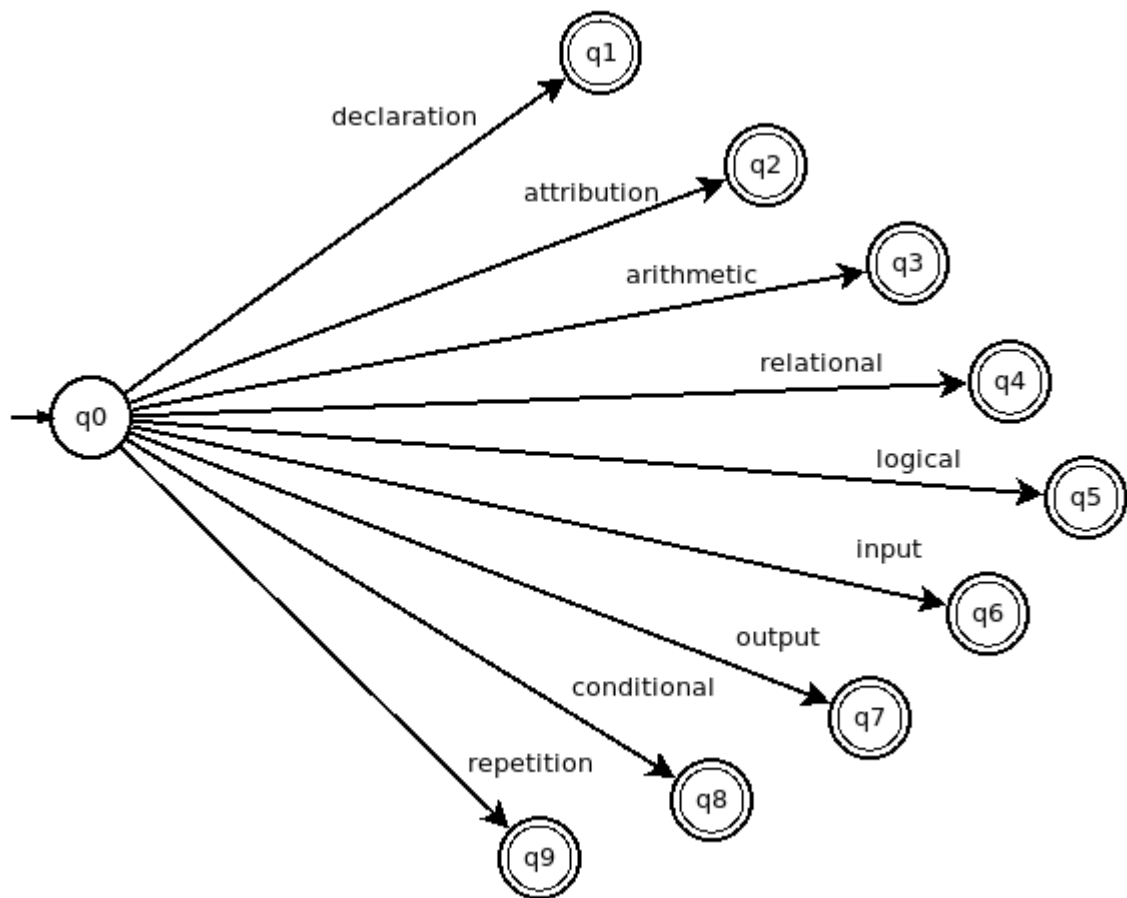 q1
declaration
q2
attribution
q3
arithmetic
relational
q4
q0
logical
q5
input
q6
output
conditional
q7
repetition
q8
q9